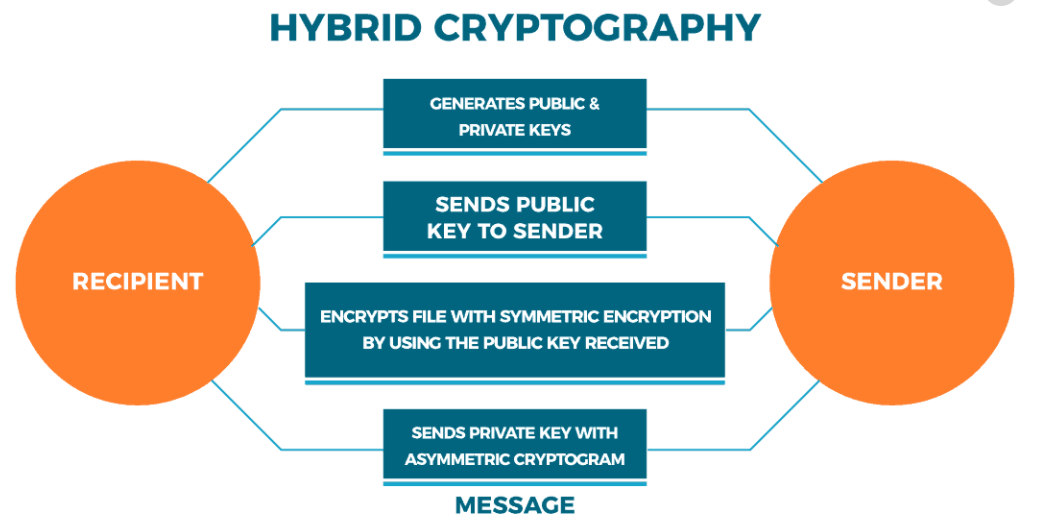 HYBRID CRYPTOGRAPHY
GENERATES PUBLIC &
PRIVATE KEYS
SENDS PUBLIC
KEY TO SENDER
RECIPIENT
SENDER
ENCRYPTS FILE WITH SYMMETRIC ENCRYPTION
BY USING THE PUBLIC KEY RECEIVED
SENDS PRIVATE KEY WITH
ASYMMETRIC CRYPTOGRAM
MESSAGE